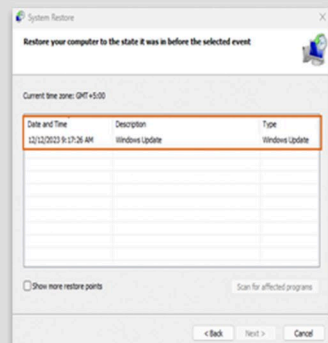 System Restore
Restore your computer to the state it was in before the selected event
Current time zone: GMT+5:00
Date and Time Description Type
12/12/2023 9:17:26 AM Windows Update Windows Update
Show more restore points Scan for affected programs
< Back Next > Cancel